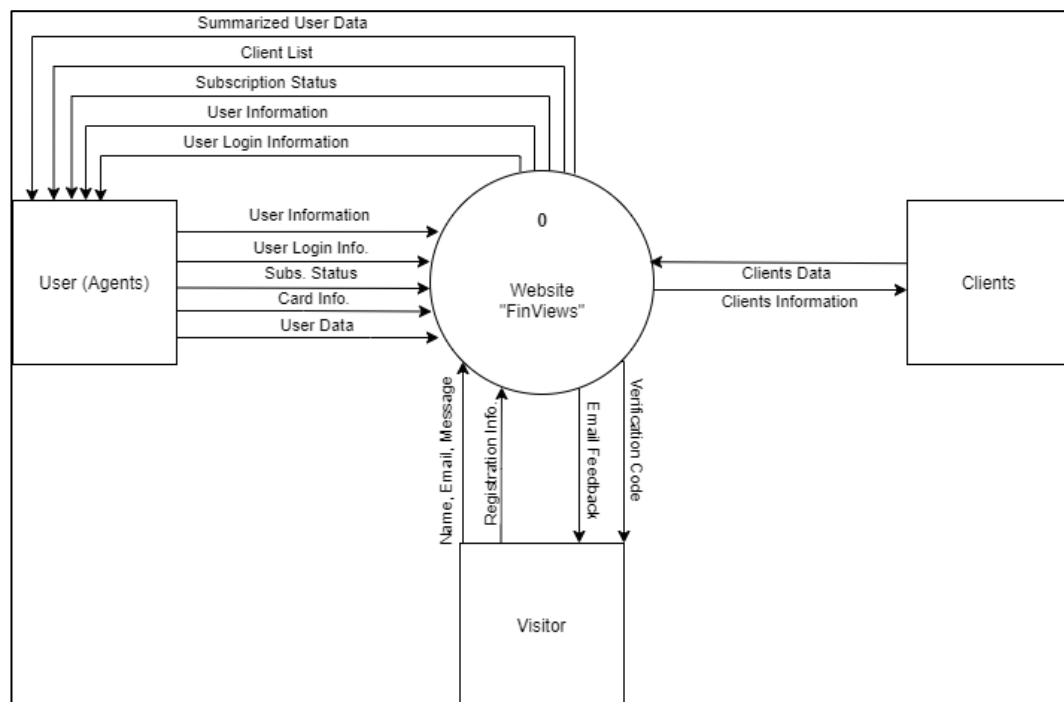 Summarized User Data
Client List
Subscription Status
User Information
User Login Information
User Information
User Login Info.
Subs. Status
Card Info.
User Data
User (Agents)
0
Website
"FinViews"
Clients Data
Clients Information
Clients
Name, Email, Message
Registration Info.
Email Feedback
Verification Code
Visitor